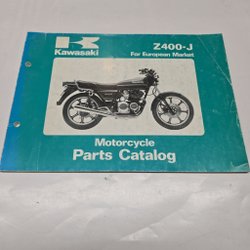 Kawasaki
Z400-J
For European Market
Motorcycle
Parts Catalog